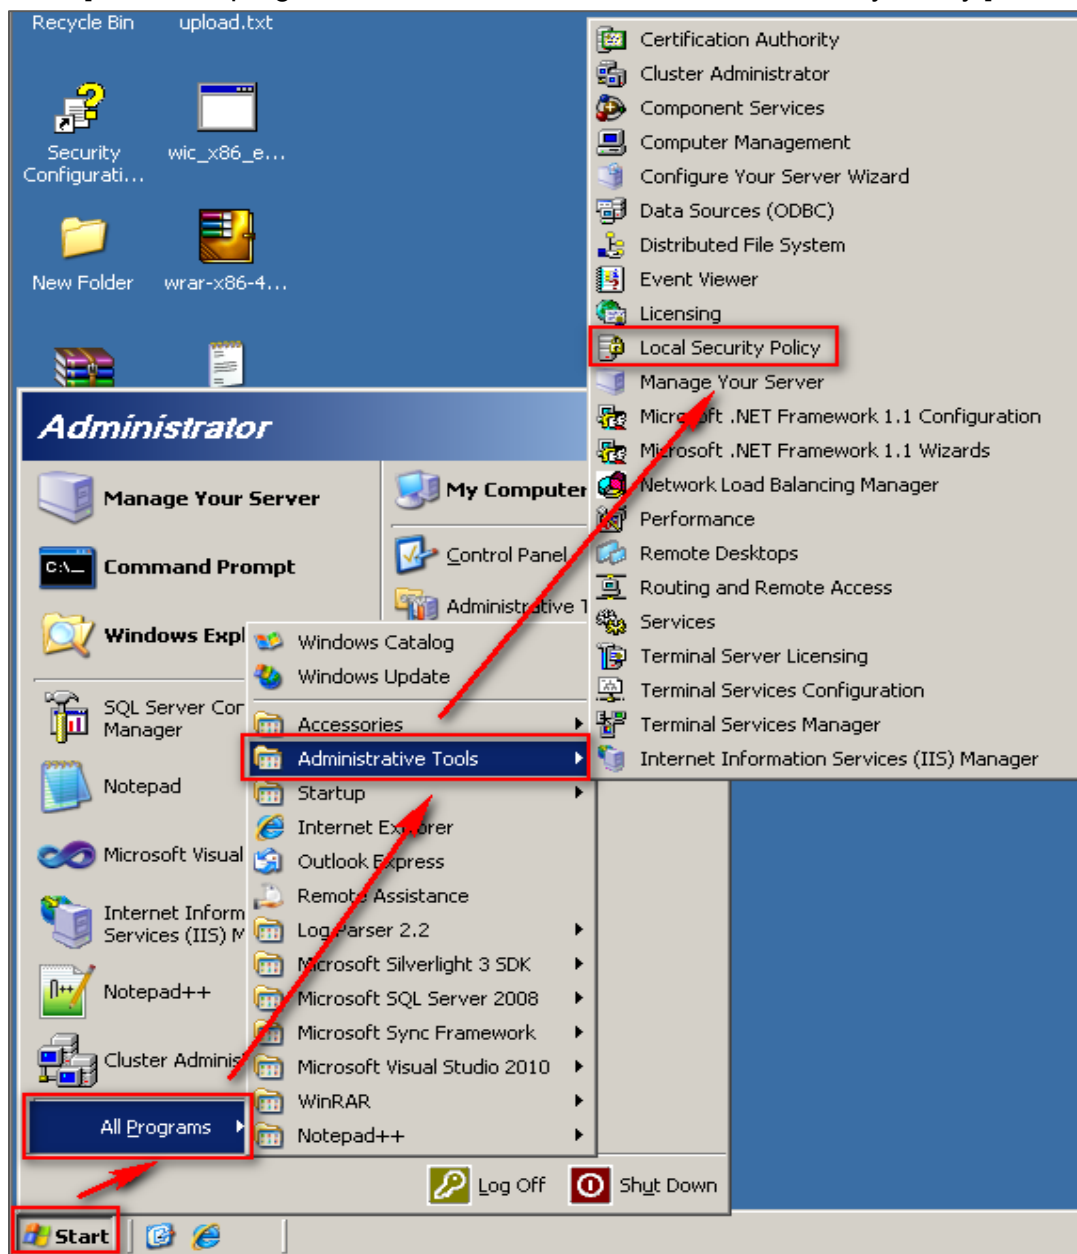 Recycle Bin
upload.txt
Security
Configurati...
wic_x86_e...
New Folder
wrar-x86-4...
Certification Authority
Cluster Administrator
Component Services
Computer Management
Configure Your Server Wizard
Data Sources (ODBC)
Distributed File System
Event Viewer
Licensing
Local Security Policy
Manage Your Server
Microsoft .NET Framework 1.1 Configuration
Microsoft .NET Framework 1.1 Wizards
Network Load Balancing Manager
Performance
Remote Desktops
Routing and Remote Access
Services
Terminal Server Licensing
Terminal Services Configuration
Terminal Services Manager
Internet Information Services (IIS) Manager
Administrator
Manage Your Server
Command Prompt
C:\_
Windows Expl
SQL Server Cor
Manager
Notepad
Microsoft Visual
Internet Inform
Services (IIS) M
Notepad++
Cluster Adminis
All Programs
My Computer
Control Panel
Administrative T
Windows Catalog
Windows Update
Accessories
Administrative Tools
Startup
Internet Explorer
Outlook Express
Remote Assistance
Log Parser 2.2
Microsoft Silverlight 3 SDK
Microsoft SQL Server 2008
Microsoft Sync Framework
Microsoft Visual Studio 2010
WinRAR
Notepad++
Log Off
Shut Down
Start